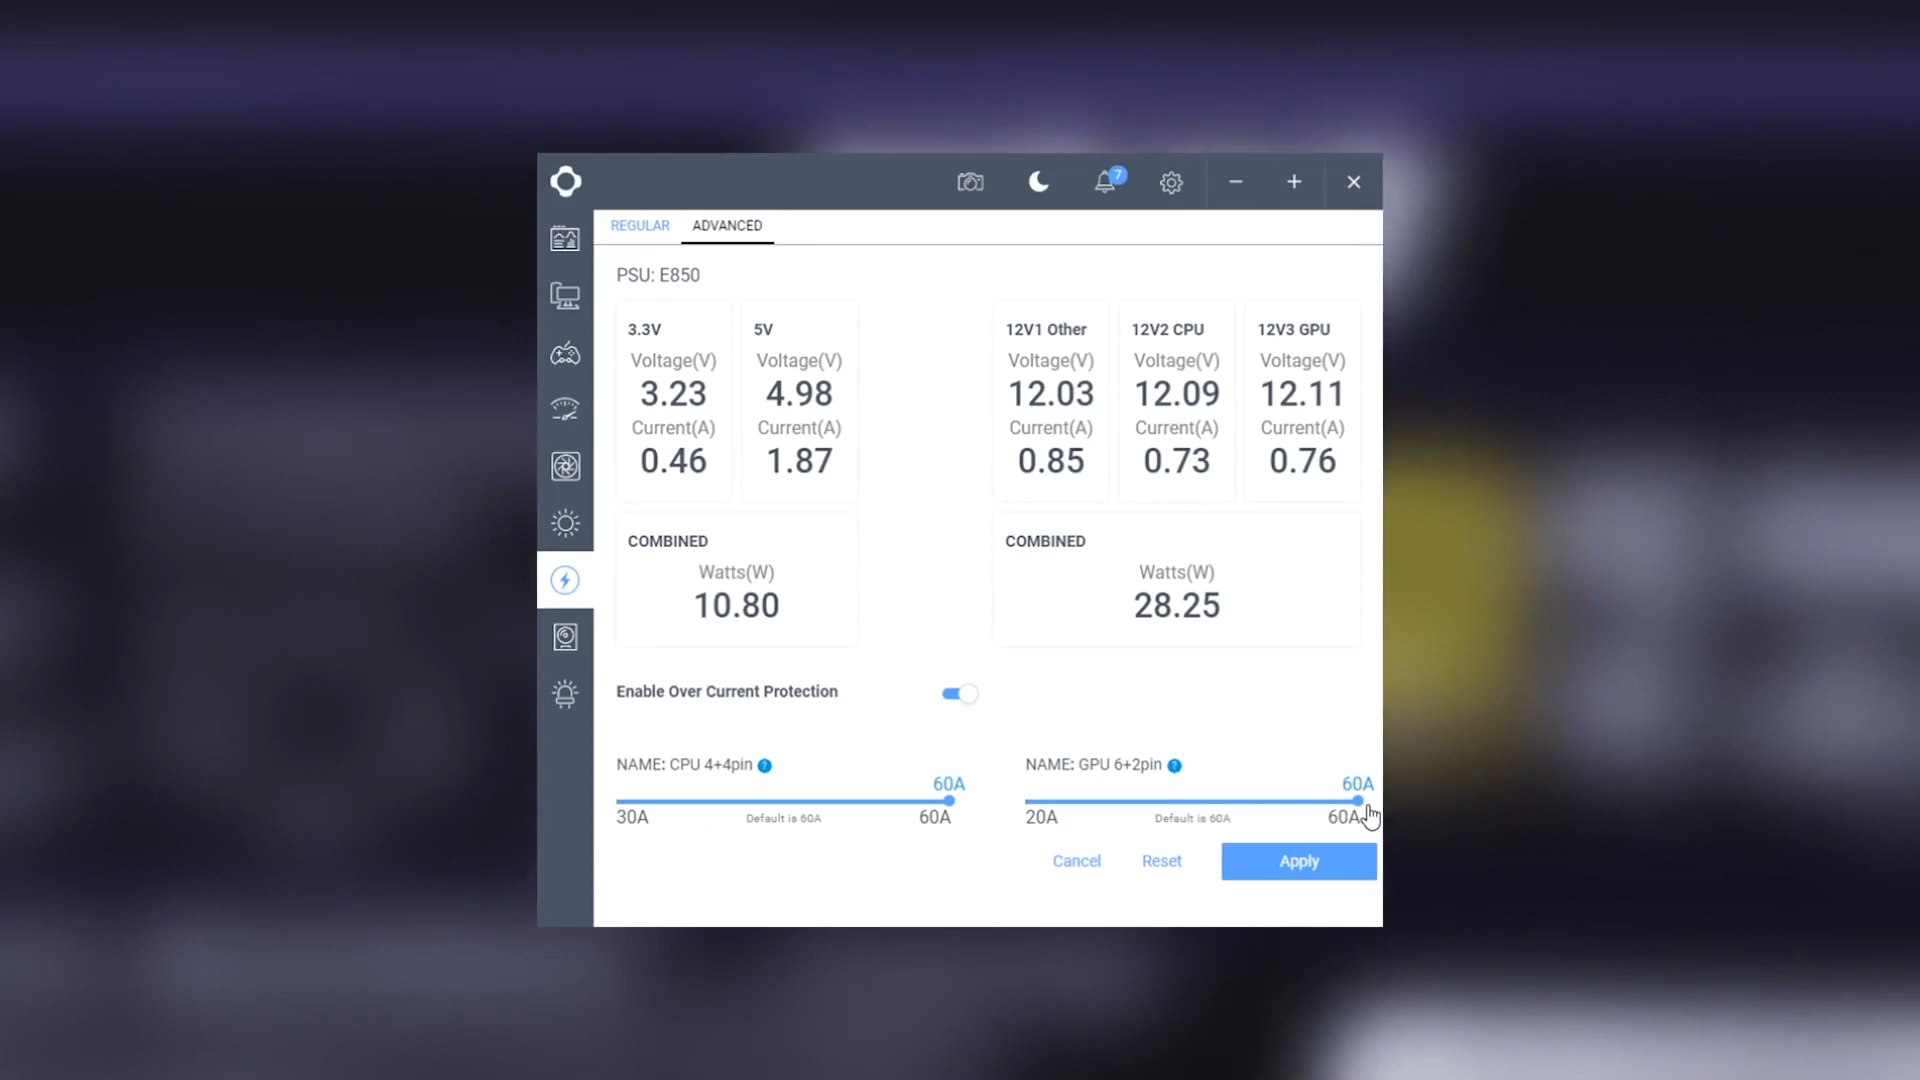 7
REGULAR ADVANCED
PSU: E850
3.3V
Voltage(V)
3.23
Current(A)
0.46
5V
Voltage(V)
4.98
Current(A)
1.87
12V1 Other
Voltage(V)
12.03
Current(A)
0.85
12V2 CPU
Voltage(V)
12.09
Current(A)
0.73
12V3 GPU
Voltage(V)
12.11
Current(A)
0.76
COMBINED
Watts(W)
10.80
COMBINED
Watts(W)
28.25
Enable Over Current Protection
NAME: CPU 4+4pin ?
60A
30A Default is 60A 60A
NAME: GPU 6+2pin ?
60A
20A Default is 60A 60A
Cancel Reset Apply